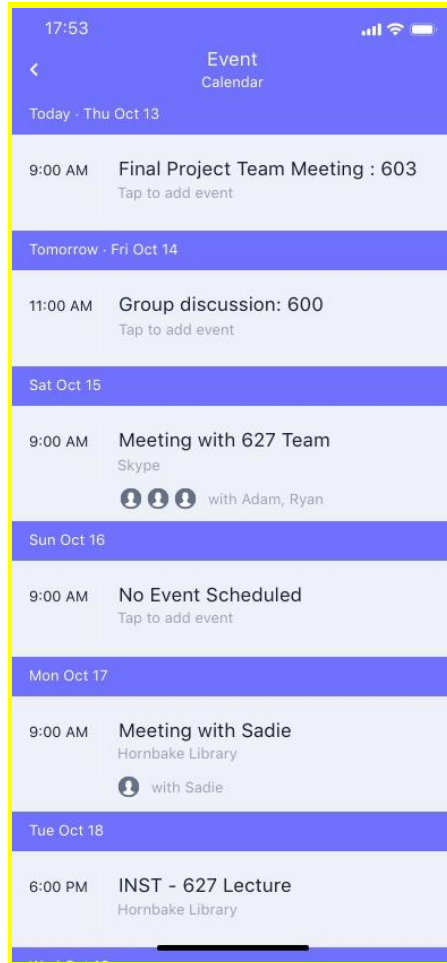 17:53
Event
Calendar
Today · Thu Oct 13
9:00 AM Final Project Team Meeting : 603
Tap to add event
Tomorrow · Fri Oct 14
11:00 AM Group discussion: 600
Tap to add event
Sat Oct 15
9:00 AM Meeting with 627 Team
Skype
with Adam, Ryan
Sun Oct 16
9:00 AM No Event Scheduled
Tap to add event
Mon Oct 17
9:00 AM Meeting with Sadie
Hornbake Library
with Sadie
Tue Oct 18
6:00 PM INST - 627 Lecture
Hornbake Library